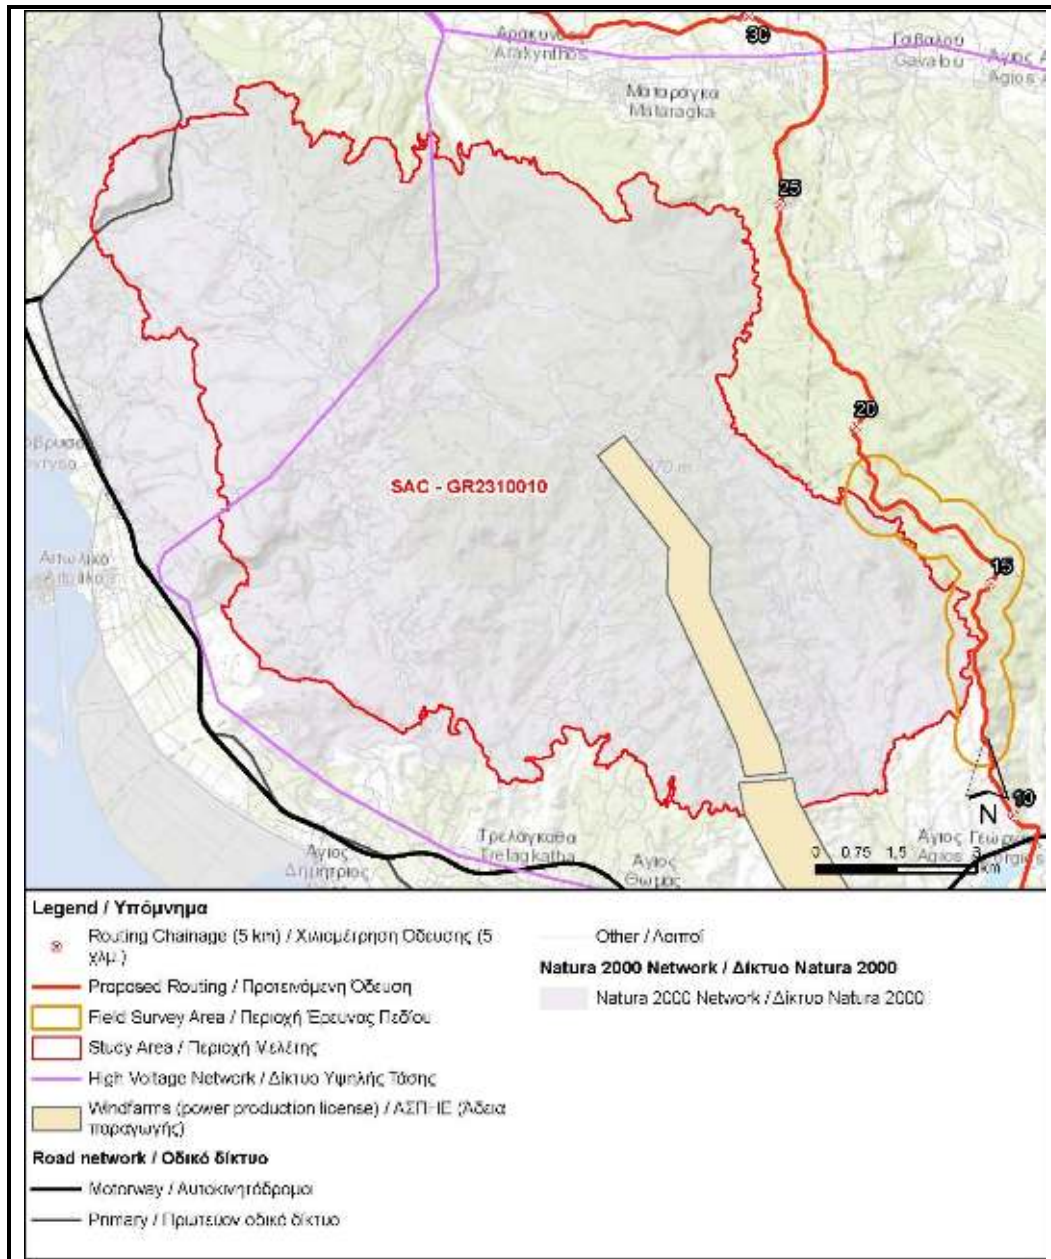 Αράκυνθος
Arakynthos
30
Γαβαλού
Gavalou
Άγιος Α
Agios A
Ματαράγκα
Mataragka
25
20
SAC - GR2310010
15
10
N
Τρελάγκαθα
Trelagkatha
Άγιος
Δημήτριος
Άγιος
Θωμάς
Άγιος
Agios
0 0.75 1.5 3
km
Legend / Υπόμνημα
Routing Chainage (5 km) / Χιλιομέτρηση Όδευσης (5
χλμ.)
Proposed Routing / Προτεινόμενη Όδευση
Field Survey Area / Περιοχή Έρευνας Πεδίου
Study Area / Περιοχή Μελέτης
High Voltage Network / Δίκτυο Υψηλής Τάσης
Windfarms (power production license) / ΑΣΠΗΕ (Άδεια
παραγωγής)
Road network / Οδικό δίκτυο
Motorway / Αυτοκινητόδρομοι
Primary / Πρωτεύον οδικό δίκτυο
Other / Λοιποί
Natura 2000 Network / Δίκτυο Natura 2000
Natura 2000 Network / Δίκτυο Natura 2000